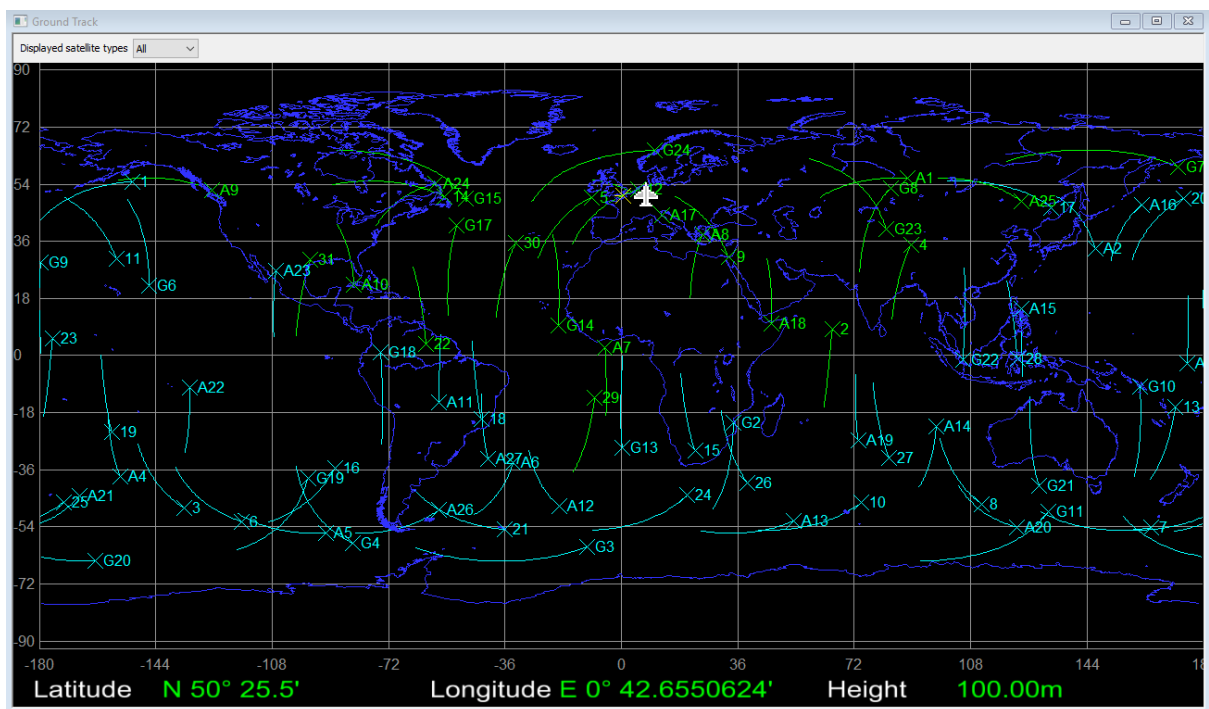 Ground Track
Displayed satellite types All
90
72
G24
G7
54
1 A9 A24 14 G15 5 2 G8 A1 A25 17 A16 20
G17 A17 G23
36
30 A8 9 4 A2
G9 11 31 A23
18
G6 A10 G14 A18 A15
23 22 2
0
G18 A7 G22 28 A
A22 A11 29 G10 13
-18
19 18 G2 A14
G13 15 A19 27
-36
A4 16 G19 A27 A6 26 G21
A21 25 3 A26 A12 24 10 8 G11
-54
6 A5 21 A13 A20 7
G4 G3
G20
-72
-90
-180 -144 -108 -72 -36 0 36 72 108 144 18
Latitude N 50° 25.5' Longitude E 0° 42.6550624' Height 100.00m